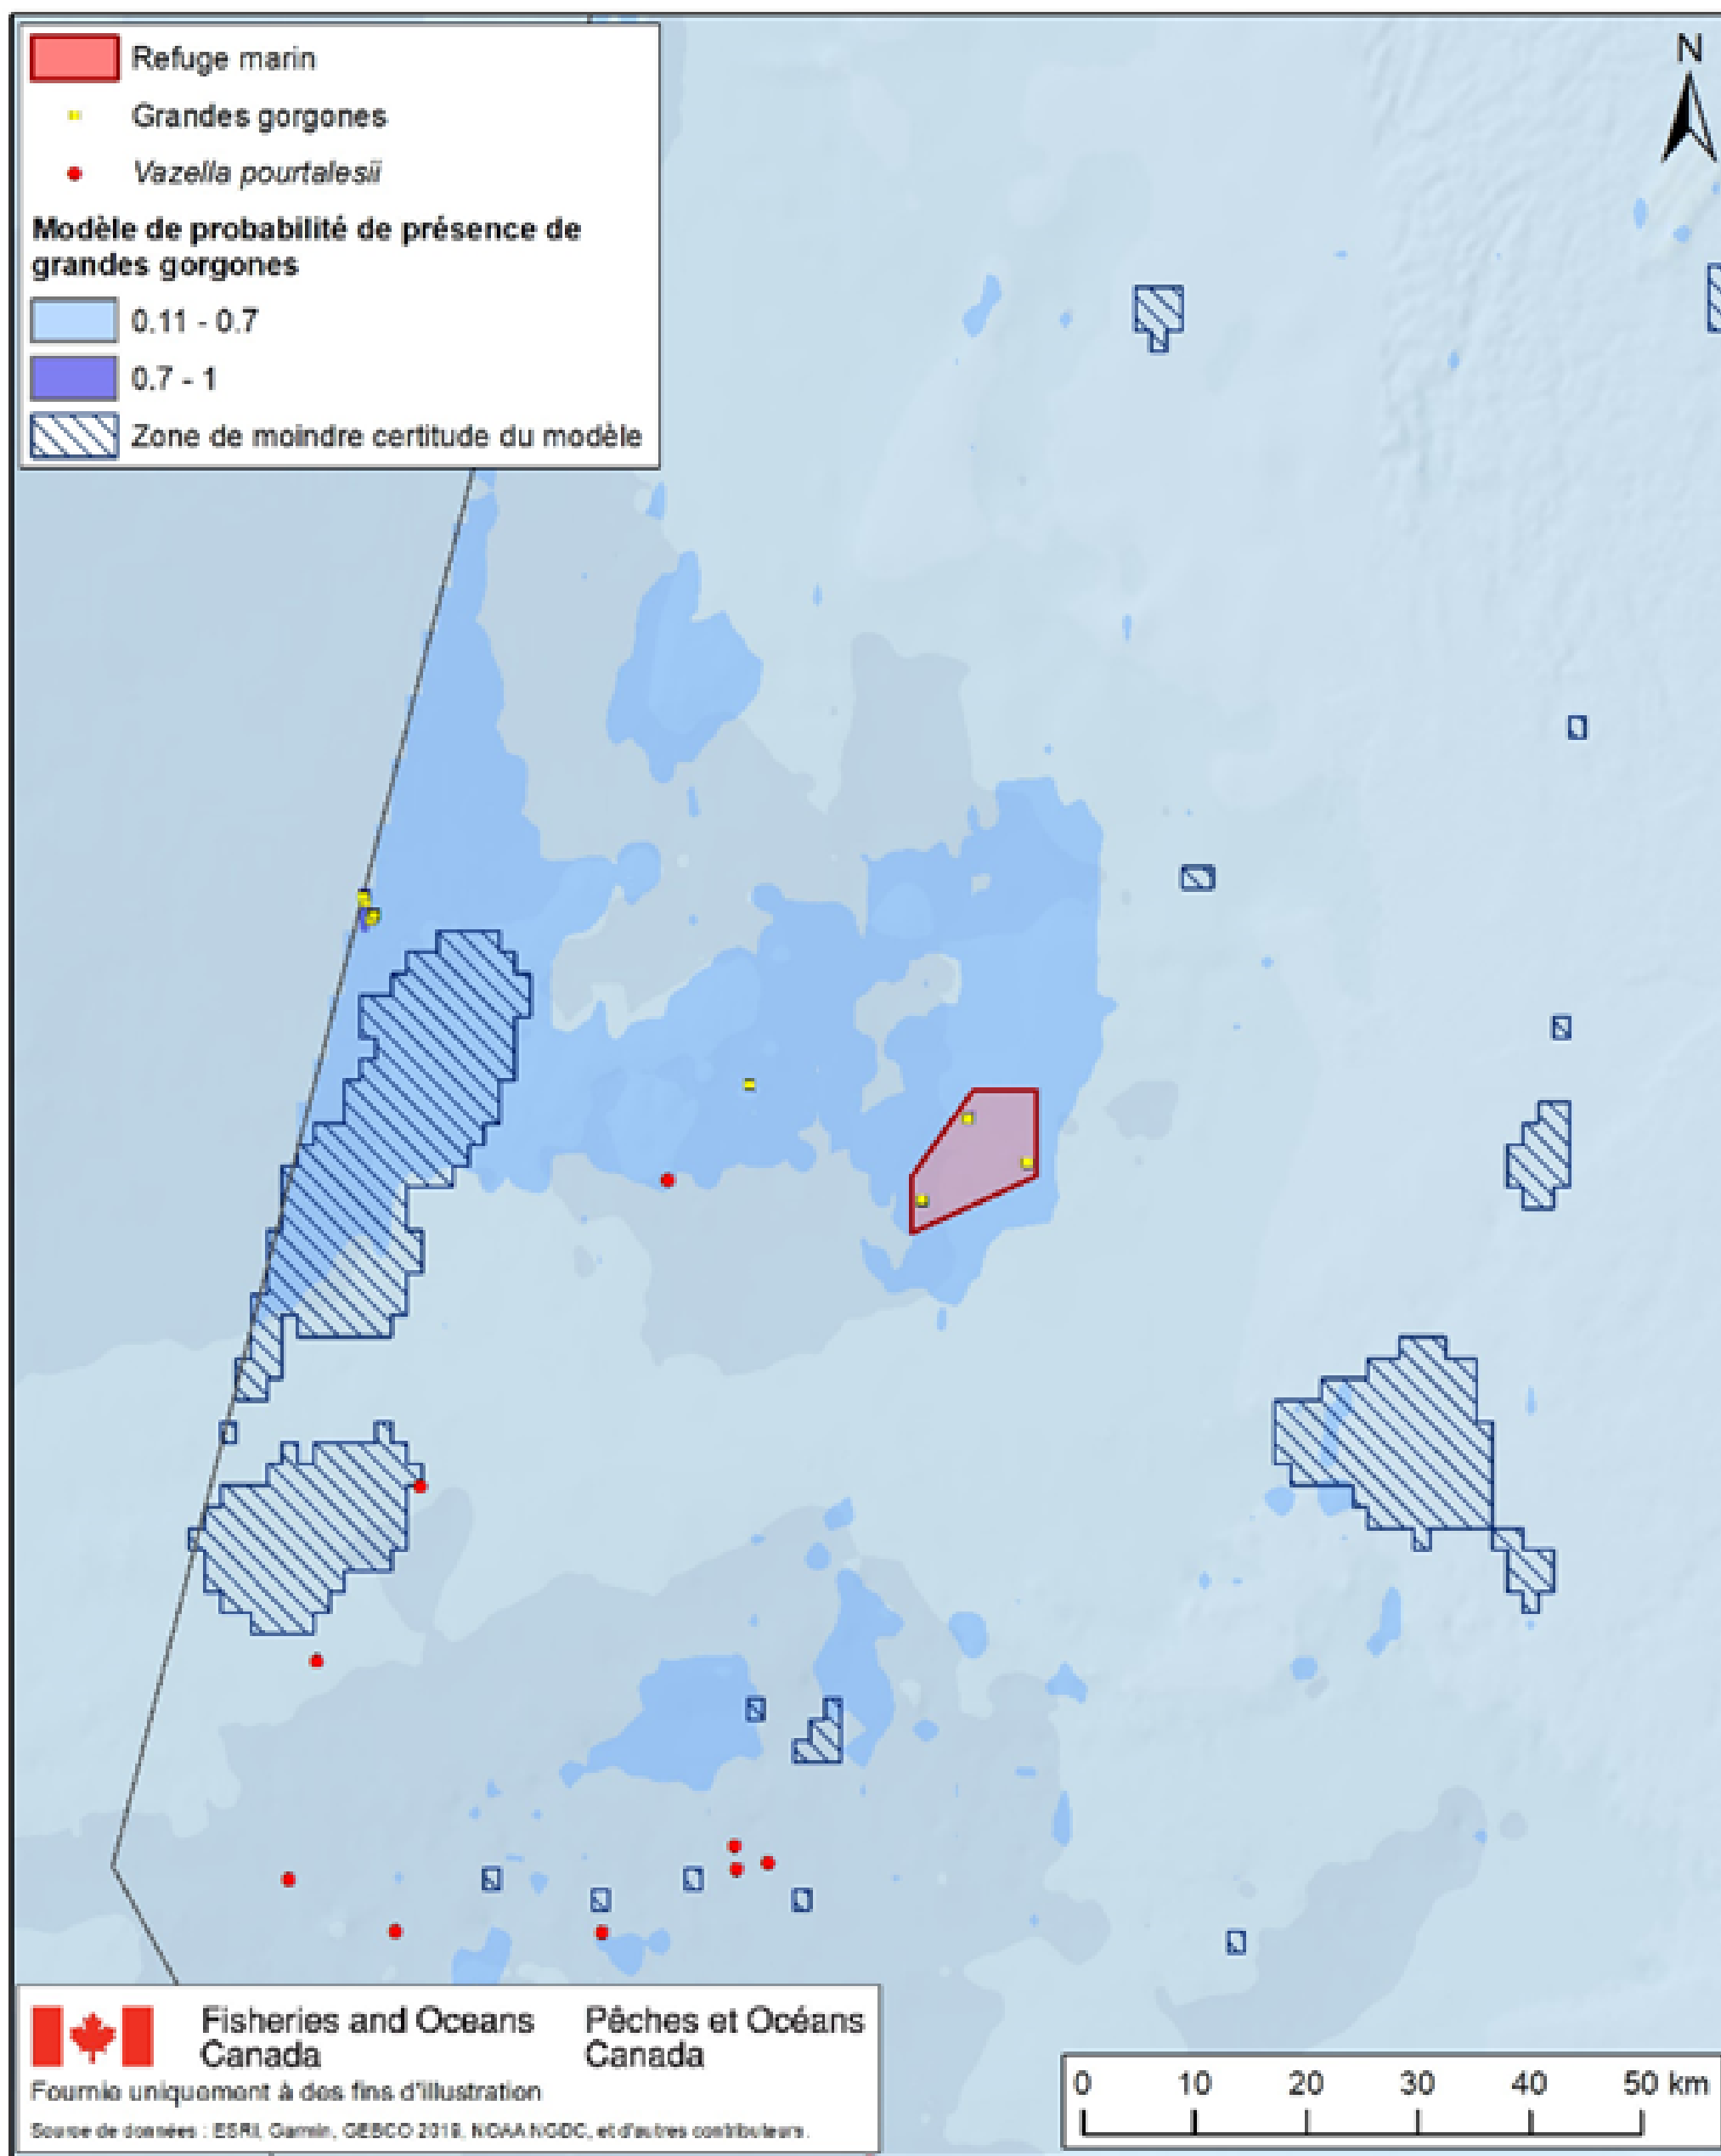 Refuge marin
Grandes gorgones
Vazella pourtalesii
Modèle de probabilité de présence de
grandes gorgones
0.11 - 0.7
0.7 - 1
Zone de moindre certitude du modèle
N
Fisheries and Oceans
Canada
Pêches et Océans
Canada
Fournie uniquement à des fins d'illustration
Source de données : ESRI, Garmin, GEBCO 2019, NOAA NGDC, et d'autres contributeurs.
0 10 20 30 40 50 km